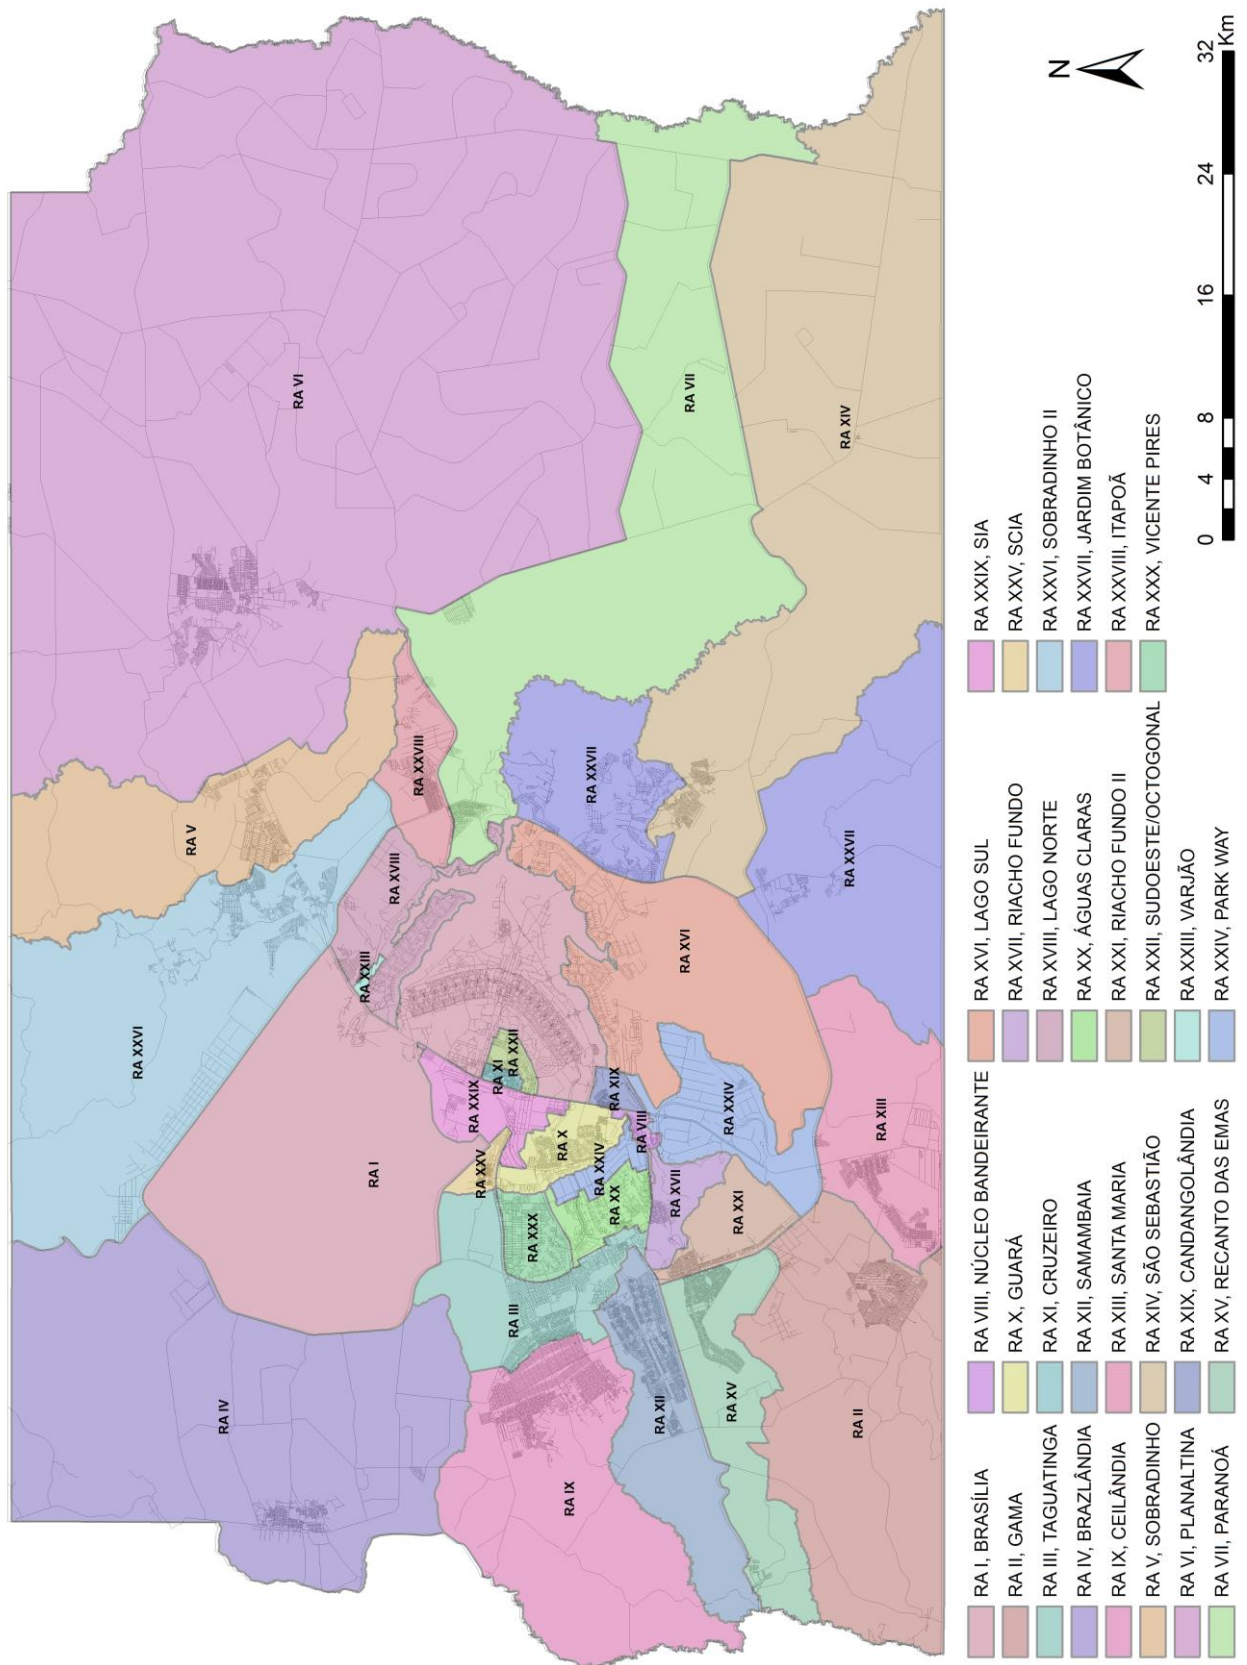 RA VI
RA V
RA XXVI
RA IV
RA I
RA XVIII
RA XXIII
RA XXVIII
RA VII
RA XIV
RA XXVII
RA XXVII
RA XVI
RA XI
RA XXII
RA XXIX
RA XXV
RA X
RA XIX
RA VIII
RA XXIV
RA XXIV
RA XX
RA XXX
RA III
RA XVII
RA XXI
RA XIII
RA IX
RA XII
RA XV
RA II
N
RA I, BRASÍLIA
RA II, GAMA
RA III, TAGUATINGA
RA IV, BRAZLÂNDIA
RA IX, CEILÂNDIA
RA V, SOBRADINHO
RA VI, PLANALTINA
RA VII, PARANOÁ
RA VIII, NÚCLEO BANDEIRANTE
RA X, GUARÁ
RA XI, CRUZEIRO
RA XII, SAMAMBAIA
RA XIII, SANTA MARIA
RA XIV, SÃO SEBASTIÃO
RA XIX, CANDANGOLÂNDIA
RA XV, RECANTO DAS EMAS
RA XVI, LAGO SUL
RA XVII, RIACHO FUNDO
RA XVIII, LAGO NORTE
RA XX, ÁGUAS CLARAS
RA XXI, RIACHO FUNDO II
RA XXII, SUDOESTE/OCTOGONAL
RA XXIII, VARJÃO
RA XXIV, PARK WAY
RA XXIX, SIA
RA XXV, SCIA
RA XXVI, SOBRADINHO II
RA XXVII, JARDIM BOTÂNICO
RA XXVIII, ITAPOÃ
RA XXX, VICENTE PIRES
0 4 8 16 24 32
Km